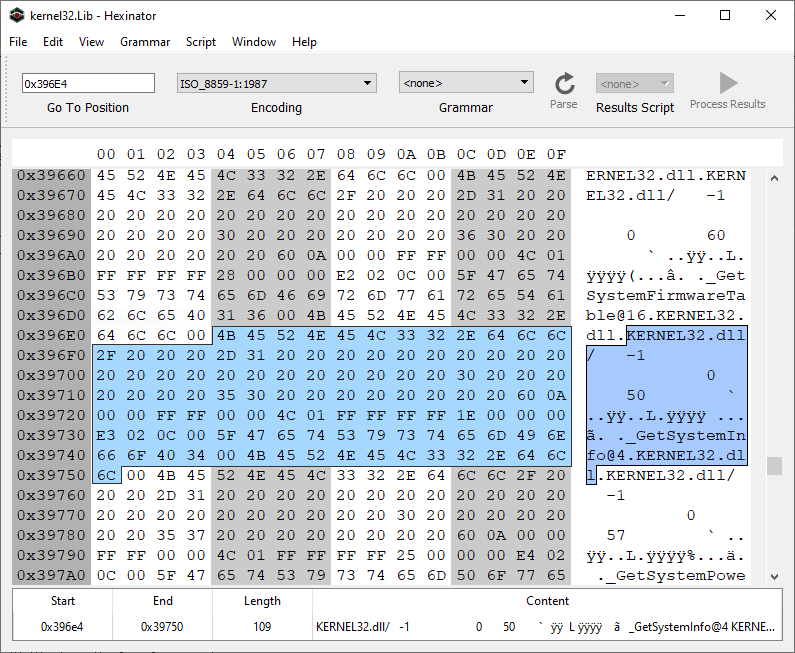 kernel32.Lib - Hexinator
File Edit View Grammar Script Window Help
0x396E4 ISO_8859-1:1987 <none> <none>
Go To Position Encoding Grammar Parse Results Script Process Results
00 01 02 03 04 05 06 07 08 09 0A 0B 0C 0D 0E 0F
0x39660 45 52 4E 45 4C 33 32 2E 64 6C 6C 00 4B 45 52 4E ERNEL32.dll.KERN
0x39670 45 4C 33 32 2E 64 6C 6C 2F 20 20 20 2D 31 20 20 EL32.dll/   -1
0x39680 20 20 20 20 20 20 20 20 20 20 20 20 20 20 20 20
0x39690 20 20 20 20 30 20 20 20 20 20 20 20 36 30 20 20 0       60
0x396A0 20 20 20 20 20 20 60 0A 00 00 FF FF 00 00 4C 01 ` ..ÿÿ..L.
0x396B0 FF FF FF FF 28 00 00 00 E2 02 0C 00 5F 47 65 74 ÿÿÿÿ(...â. ._Get
0x396C0 53 79 73 74 65 6D 46 69 72 6D 77 61 72 65 54 61 SystemFirmwareTa
0x396D0 62 6C 65 40 31 36 00 4B 45 52 4E 45 4C 33 32 2E ble@16.KERNEL32.
0x396E0 64 6C 6C 00 4B 45 52 4E 45 4C 33 32 2E 64 6C 6C dll.KERNEL32.dll
0x396F0 2F 20 20 20 2D 31 20 20 20 20 20 20 20 20 20 20 /   -1
0x39700 20 20 20 20 20 20 20 20 20 20 20 20 30 20 20 20 0
0x39710 20 20 20 20 35 30 20 20 20 20 20 20 20 20 60 0A 50        `
0x39720 00 00 FF FF 00 00 4C 01 FF FF FF FF 1E 00 00 00 ..ÿÿ..L.ÿÿÿÿ ...
0x39730 E3 02 0C 00 5F 47 65 74 53 79 73 74 65 6D 49 6E ã. ._GetSystemIn
0x39740 66 6F 40 34 00 4B 45 52 4E 45 4C 33 32 2E 64 6C fo@4.KERNEL32.dl
0x39750 6C 00 4B 45 52 4E 45 4C 33 32 2E 64 6C 6C 2F 20 l.KERNEL32.dll/
0x39760 20 20 2D 31 20 20 20 20 20 20 20 20 20 20 20 20 -1
0x39770 20 20 20 20 20 20 20 20 20 20 30 20 20 20 20 20 0
0x39780 20 20 35 37 20 20 20 20 20 20 20 20 60 0A 00 00 57        ` ..
0x39790 FF FF 00 00 4C 01 FF FF FF FF 25 00 00 00 E4 02 ÿÿ..L.ÿÿÿÿ%...ä.
0x397A0 0C 00 5F 47 65 74 53 79 73 74 65 6D 50 6F 77 65 ._GetSystemPowe
Start End Length Content
0x396e4 0x39750 109 KERNEL32.dll/ -1 0 50 ` ÿÿ L ÿÿÿÿ ã _GetSystemInfo@4 KERNE...